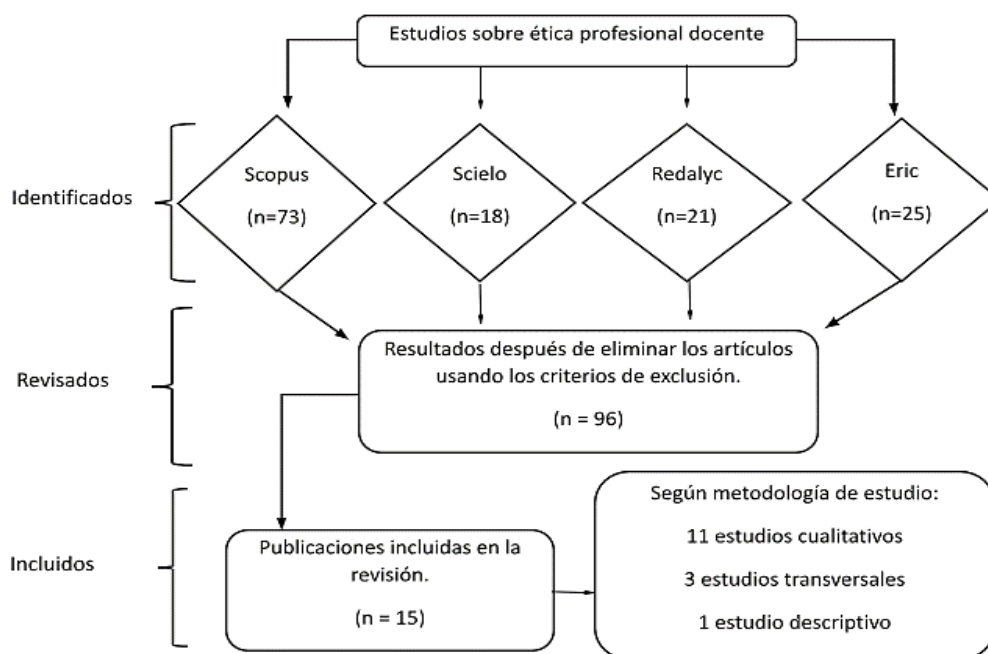 Estudios sobre ética profesional docente
Identificados
Scopus
(n=73)
Scielo
(n=18)
Redalyc
(n=21)
Eric
(n=25)
Revisados
Resultados después de eliminar los artículos
usando los criterios de exclusión.
(n = 96)
Incluidos
Publicaciones incluidas en la
revisión.
(n = 15)
Según metodología de estudio:
11 estudios cualitativos
3 estudios transversales
1 estudio descriptivo